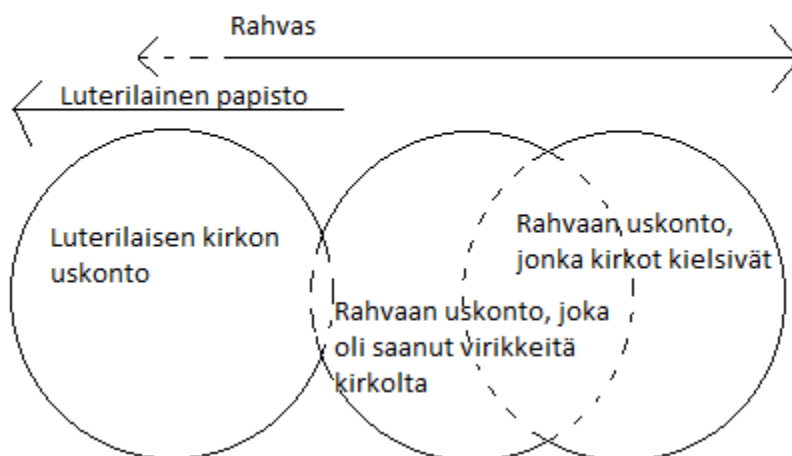 Rahvas
Luterilainen papisto
Luterilaisen kirkon
uskonto
Rahvaan uskonto, joka
oli saanut virikkeitä
kirkolta
Rahvaan uskonto,
jonka kirkot kielsivät